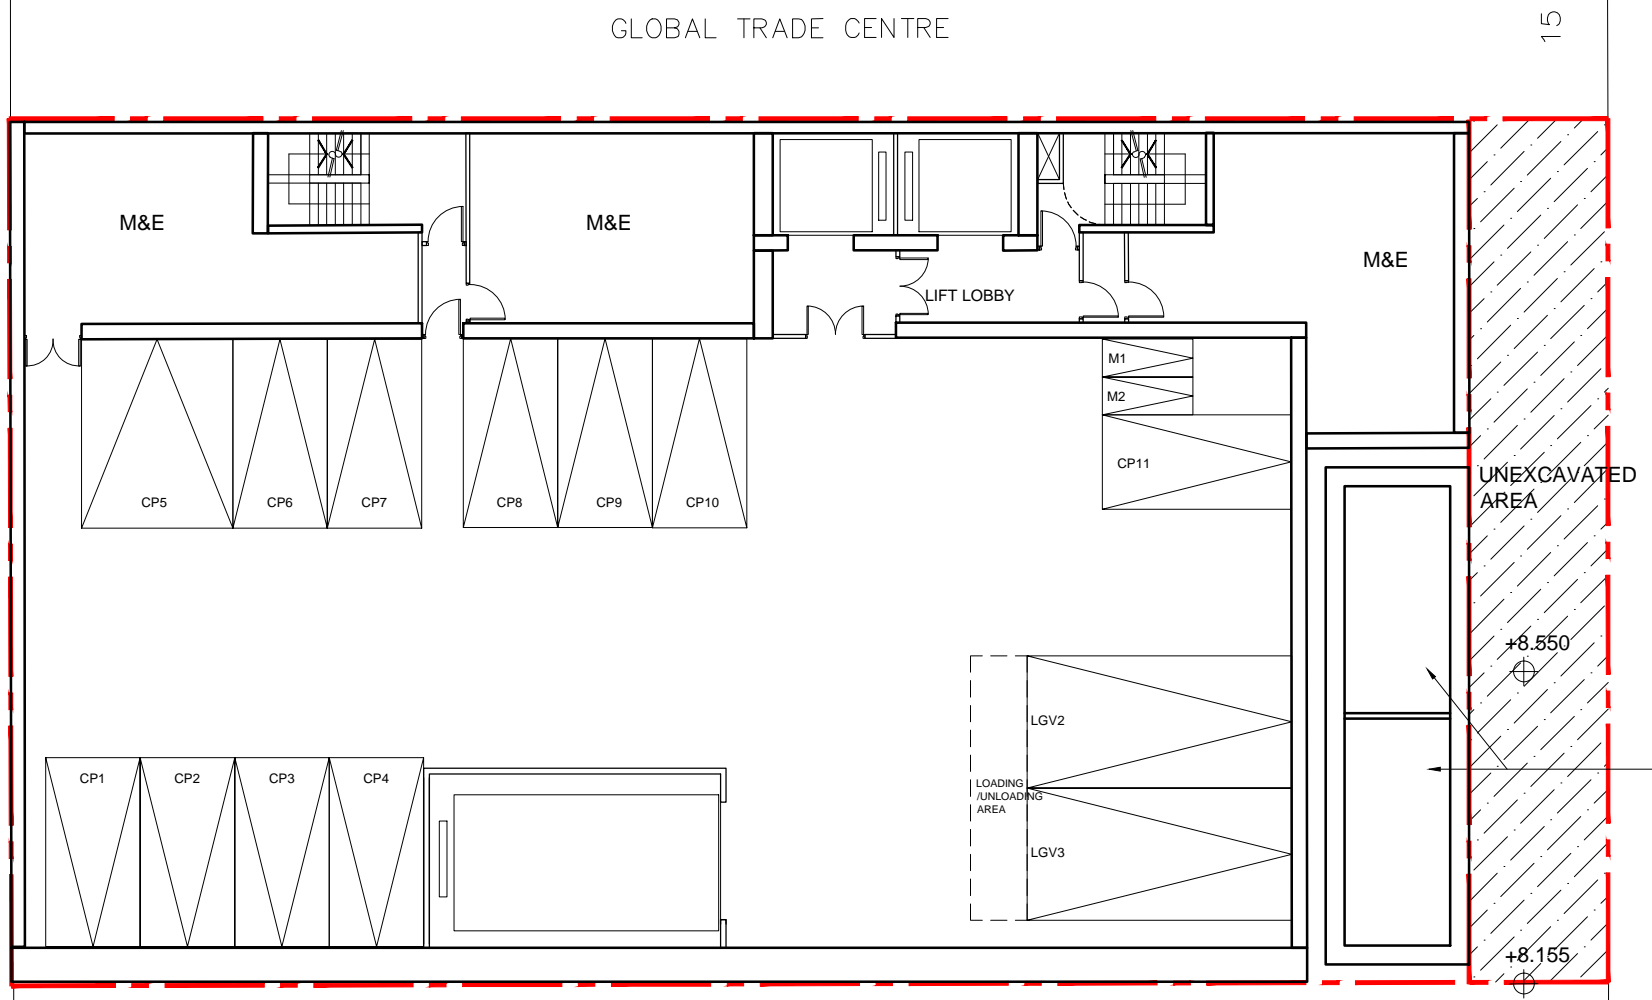 GLOBAL TRADE CENTRE
15
M&E
M&E
M&E
LIFT LOBBY
M1
M2
CP11
CP5
CP6
CP7
CP8
CP9
CP10
UNEXCAVATED
AREA
+8.550
LGV2
CP1
CP2
CP3
CP4
LOADING
/UNLOADING
AREA
LGV3
+8.155